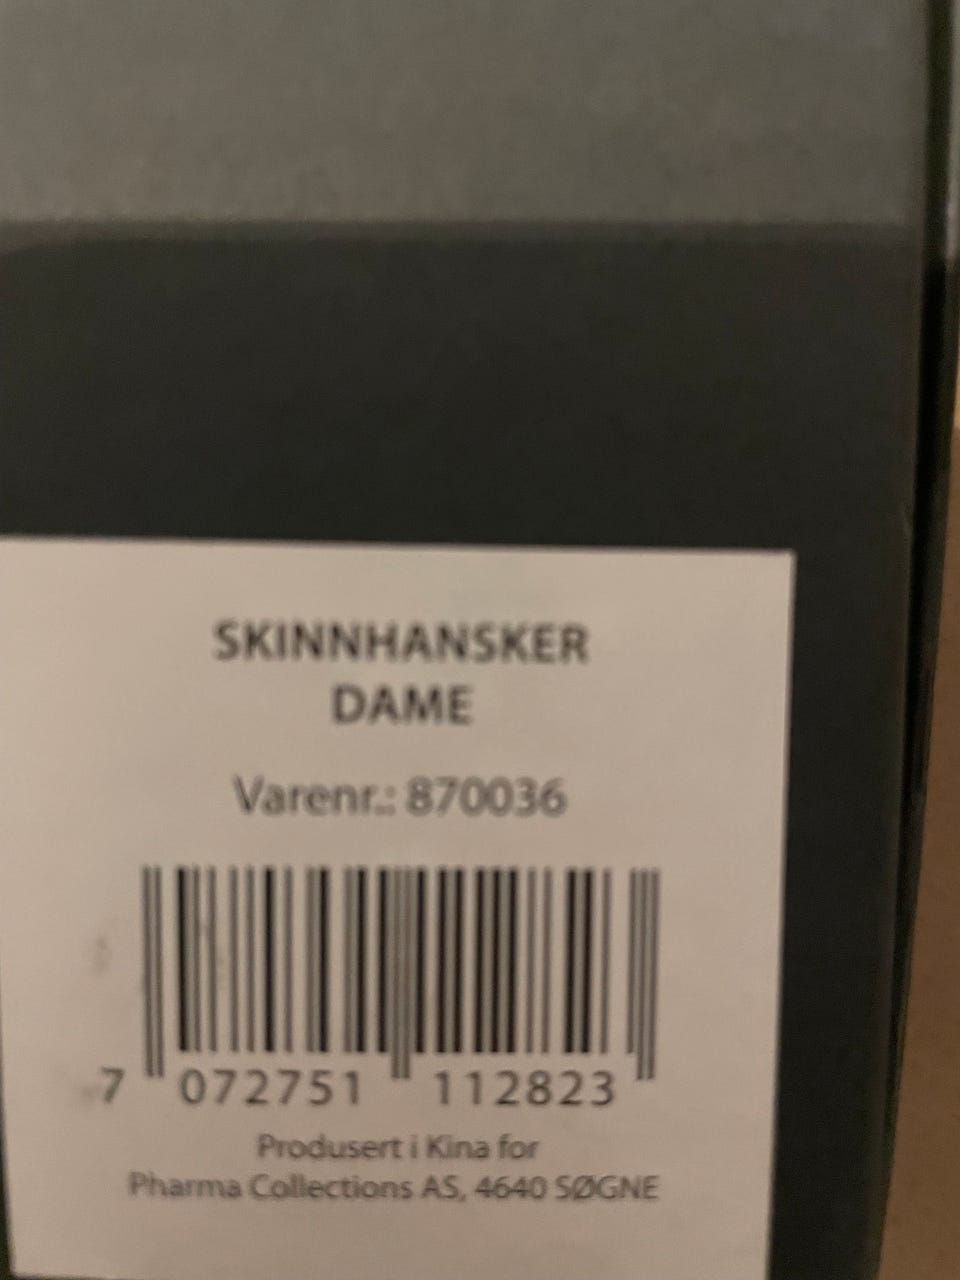 SKINNHANSKER
DAME
Varenr.: 870036
7 072751 112823
Produsert i Kina for
Pharma Collections AS, 4640 SØGNE